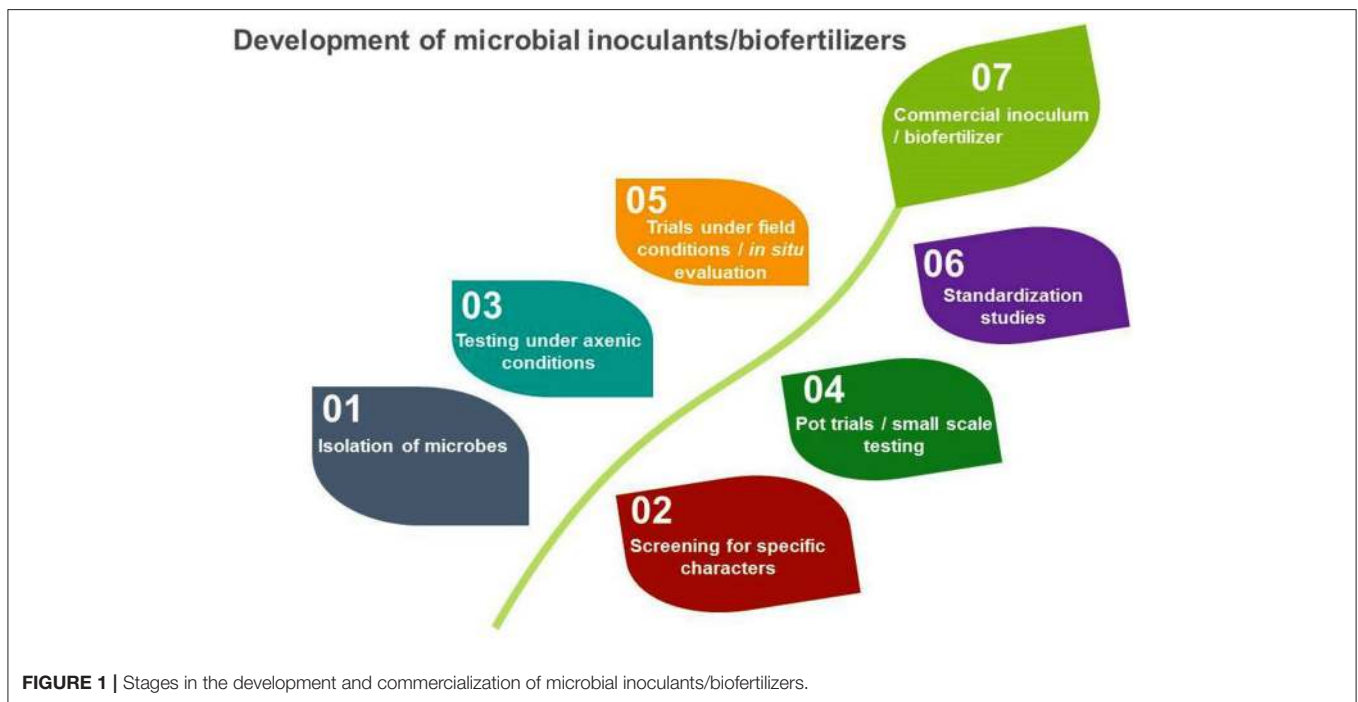 Development of microbial inoculants/biofertilizers
07
Commercial inoculum
/ biofertilizer
05
Trials under field
conditions / in situ
evaluation
06
Standardization
studies
03
Testing under axenic
conditions
04
Pot trials / small scale
testing
01
Isolation of microbes
02
Screening for specific
characters
FIGURE 1 | Stages in the development and commercialization of microbial inoculants/biofertilizers.